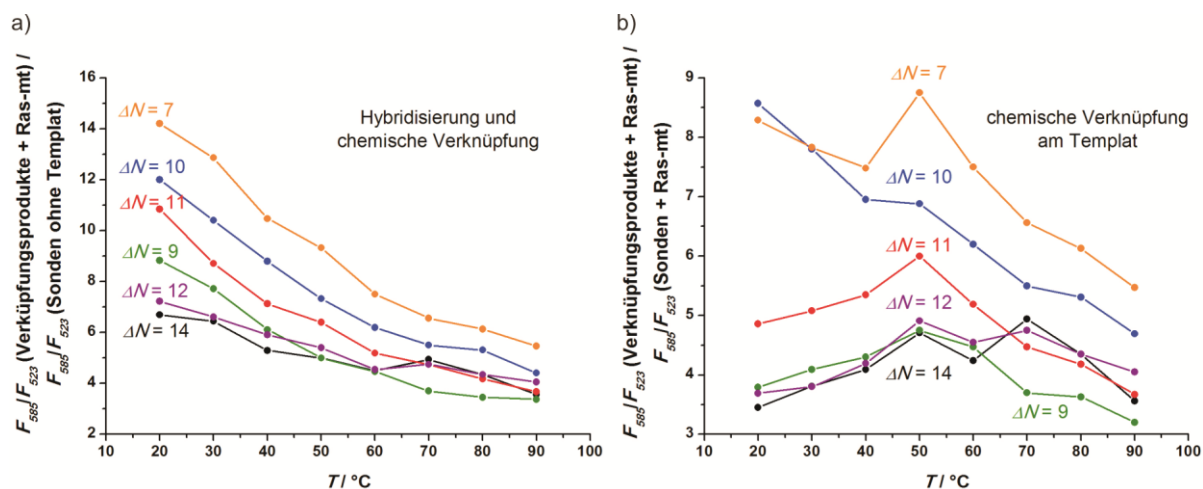 a)
F585/F523 (Verküpfungsprodukte + Ras-mt) /
F585/F523 (Sonden ohne Templat)
16
14
12
10
8
6
4
2
ΔN = 7
ΔN = 10
ΔN = 11
ΔN = 9
ΔN = 12
ΔN = 14
Hybridisierung und
chemische Verknüpfung
10 20 30 40 50 60 70 80 90 100
T / °C
b)
F585/F523 (Verknüpfungsprodukte + Ras-mt) /
F585/F523 (Sonden + Ras-mt)
9
8
7
6
5
4
3
ΔN = 7
chemische Verknüpfung
am Templat
ΔN = 10
ΔN = 11
ΔN = 12
ΔN = 14
ΔN = 9
10 20 30 40 50 60 70 80 90 100
T / °C